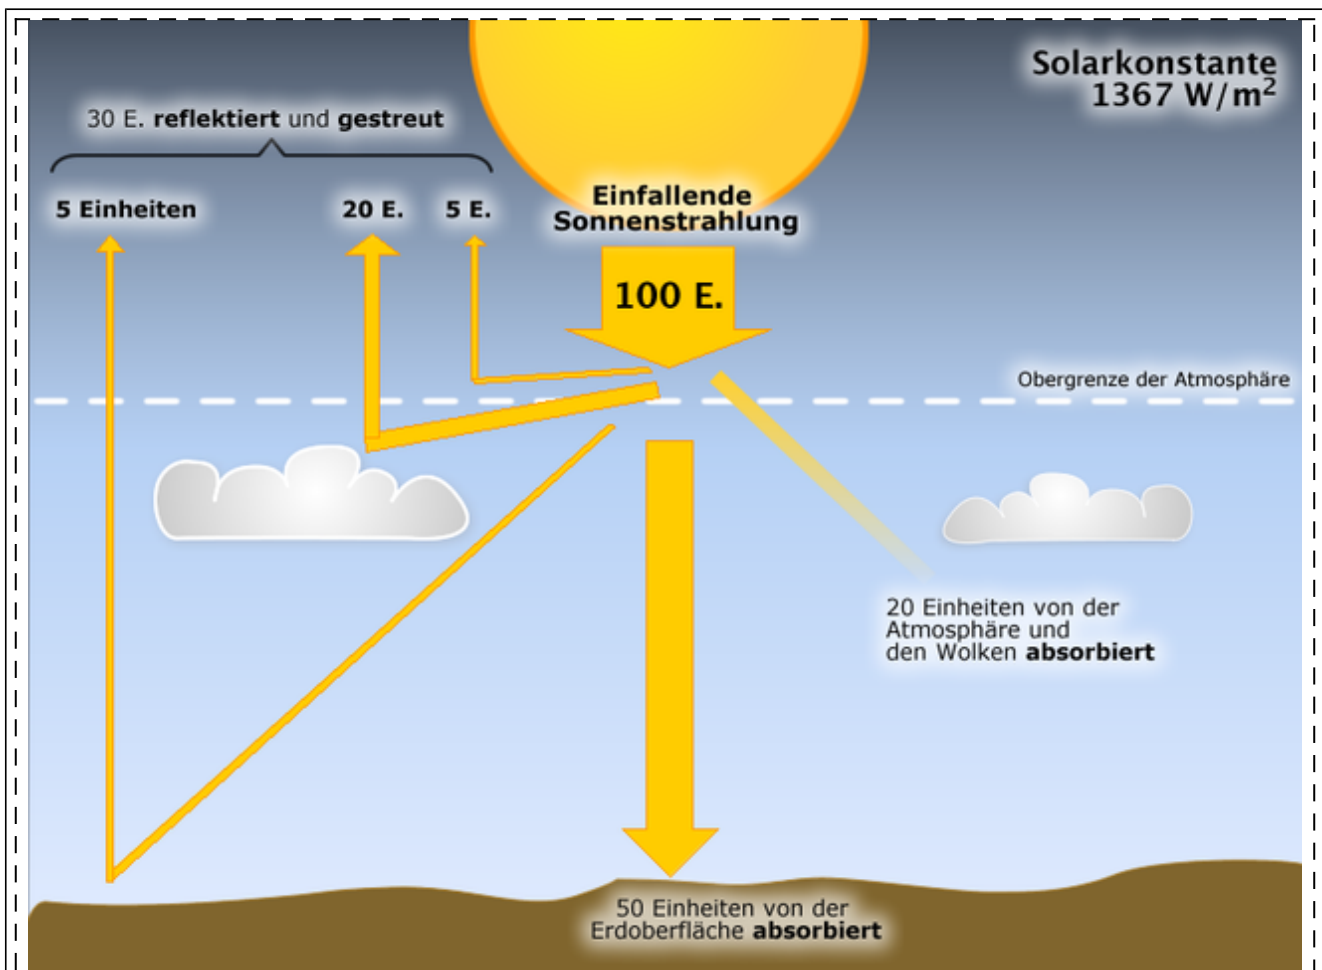 Solarkonstante
1367 W/m²
30 E. reflektiert und gestreut
5 Einheiten
20 E.
5 E.
Einfallende
Sonnenstrahlung
100 E.
Obergrenze der Atmosphäre
20 Einheiten von der
Atmosphäre und
den Wolken absorbiert
50 Einheiten von der
Erdoberfläche absorbiert